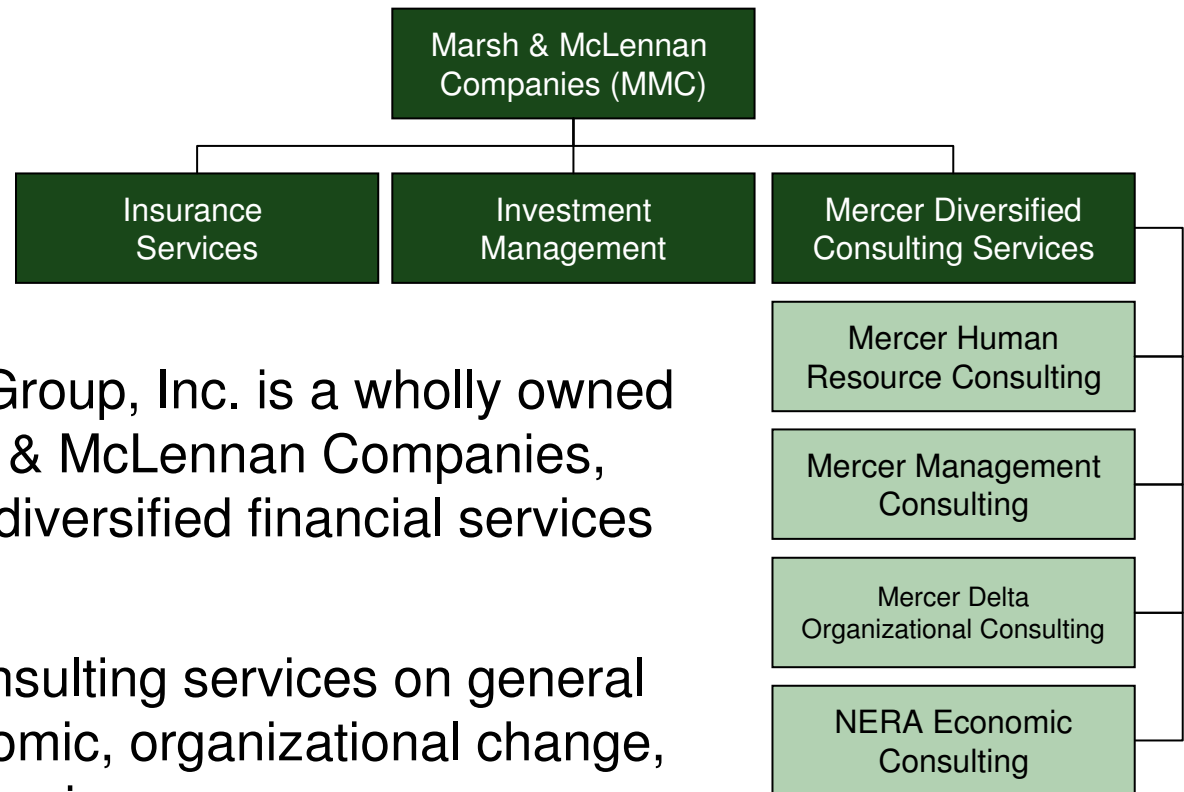 Marsh & McLennan
Companies (MMC)
Insurance
Services
Investment
Management
Mercer Diversified
Consulting Services
Mercer Human
Resource Consulting
Mercer Management
Consulting
Mercer Delta
Organizational Consulting
NERA Economic
Consulting
Group, Inc. is a wholly owned
& McLennan Companies,
diversified financial services
nsulting services on general
omic, organizational change,